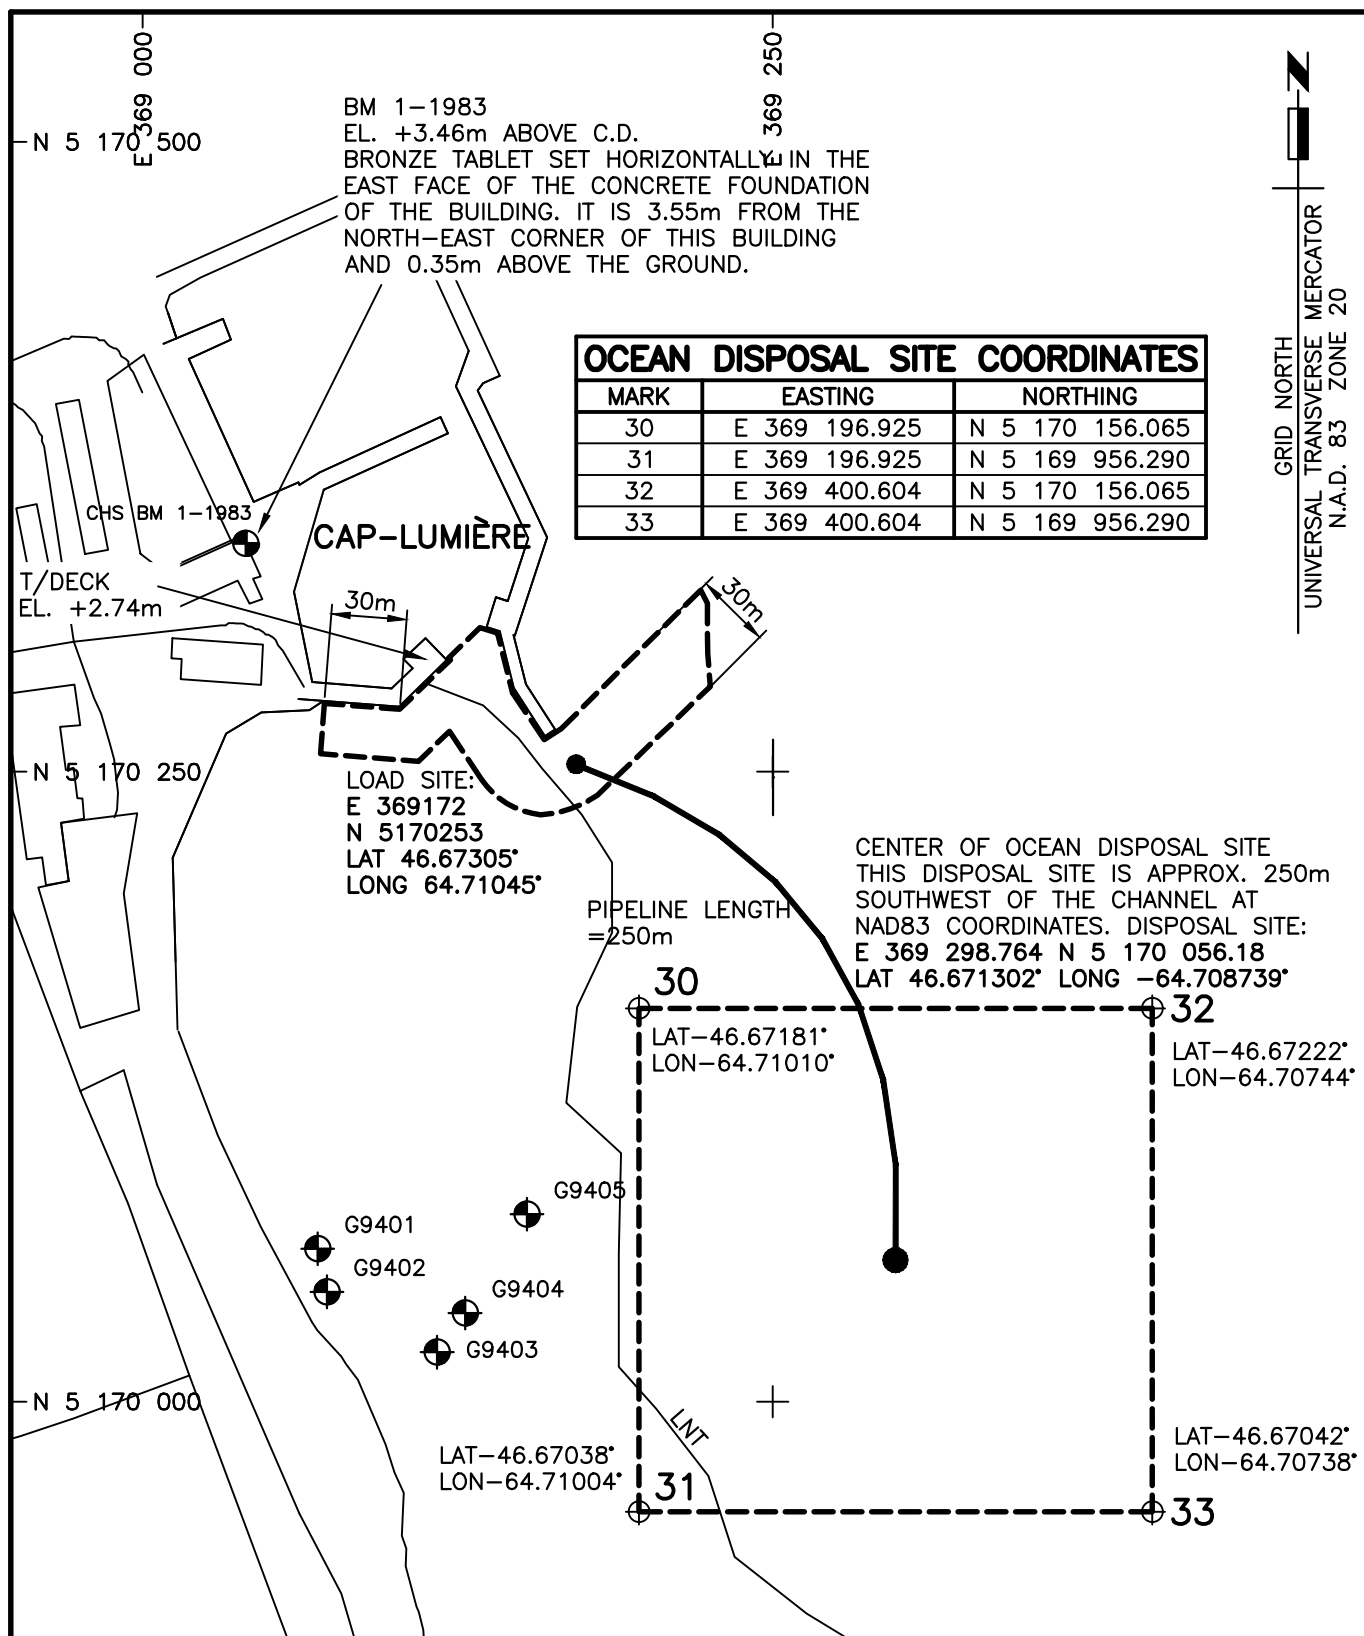 E 369 000
E 369 250
N 5 170 500
BM 1-1983
EL. +3.46m ABOVE C.D.
BRONZE TABLET SET HORIZONTALLY IN THE
EAST FACE OF THE CONCRETE FOUNDATION
OF THE BUILDING. IT IS 3.55m FROM THE
NORTH-EAST CORNER OF THIS BUILDING
AND 0.35m ABOVE THE GROUND.
N
GRID NORTH
UNIVERSAL TRANSVERSE MERCATOR
N.A.D. 83 ZONE 20
OCEAN DISPOSAL SITE COORDINATES
MARK EASTING NORTHING
30 E 369 196.925 N 5 170 156.065
31 E 369 196.925 N 5 169 956.290
32 E 369 400.604 N 5 170 156.065
33 E 369 400.604 N 5 169 956.290
CHS BM 1-1983
CAP-LUMIÈRE
T/DECK
EL. +2.74m
30m
30m
N 5 170 250
LOAD SITE:
E 369172
N 5170253
LAT 46.67305°
LONG 64.71045°
PIPELINE LENGTH
=250m
CENTER OF OCEAN DISPOSAL SITE
THIS DISPOSAL SITE IS APPROX. 250m
SOUTHWEST OF THE CHANNEL AT
NAD83 COORDINATES. DISPOSAL SITE:
E 369 298.764 N 5 170 056.18
LAT 46.671302° LONG -64.708739°
30
LAT-46.67181°
LON-64.71010°
32
LAT-46.67222°
LON-64.70744°
G9405
G9401
G9402
G9404
G9403
N 5 170 000
LNT
LAT-46.67038°
LON-64.71004°
31
LAT-46.67042°
LON-64.70738°
33